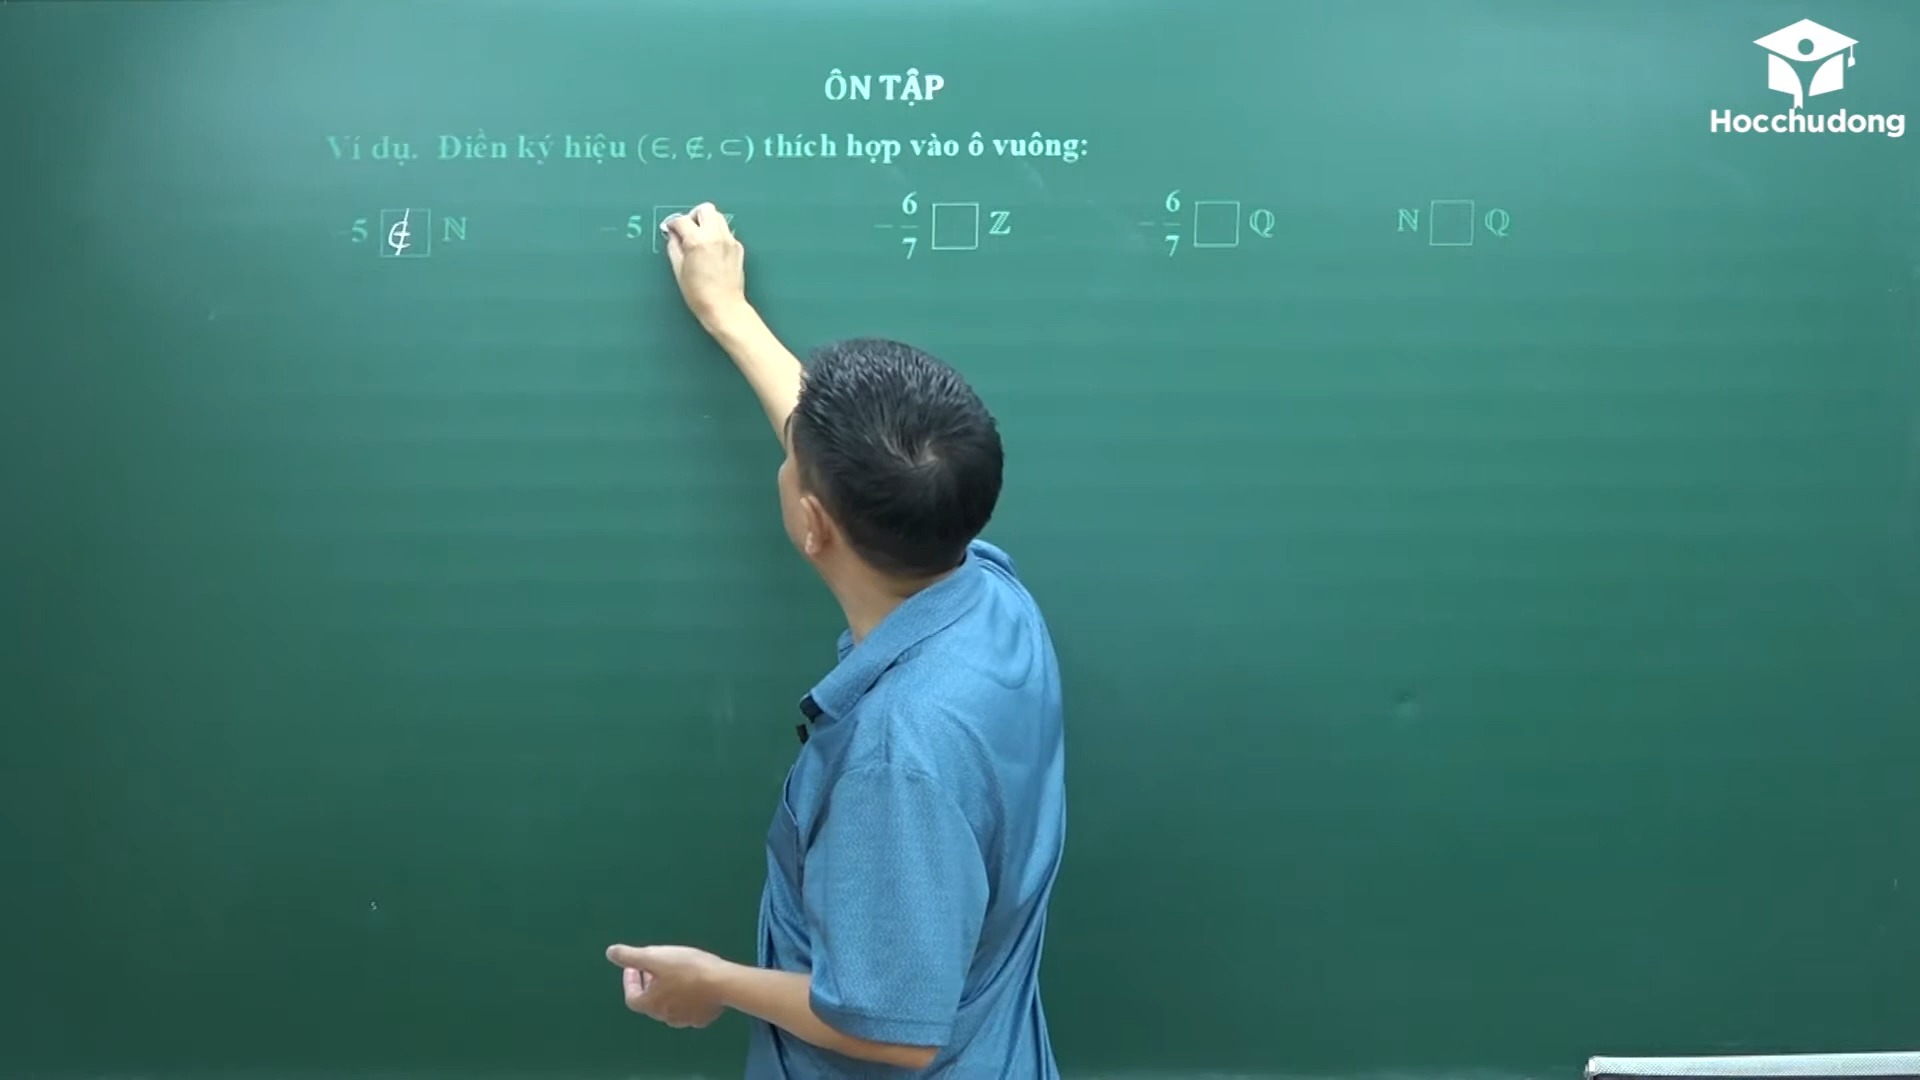 Hocchudong
ÔN TẬP
Ví dụ. Điền ký hiệu (∈, ∉, ⊂) thích hợp vào ô vuông:
-5 ∉ ℕ   -5 □   -6/7 □ ℤ   -6/7 □ ℚ   ℕ □ ℚ